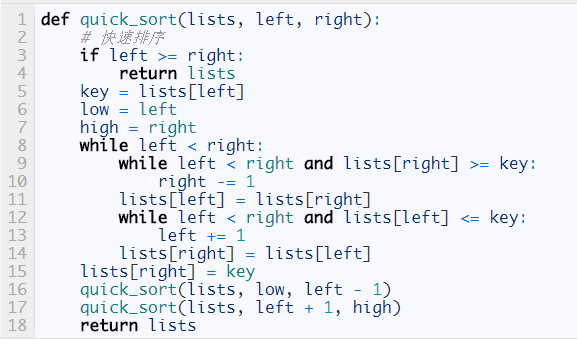 1 def quick_sort(lists, left, right):
2     # 快速排序
3     if left >= right:
4         return lists
5     key = lists[left]
6     low = left
7     high = right
8     while left < right:
9         while left < right and lists[right] >= key:
10             right -= 1
11         lists[left] = lists[right]
12         while left < right and lists[left] <= key:
13             left += 1
14         lists[right] = lists[left]
15     lists[right] = key
16     quick_sort(lists, low, left - 1)
17     quick_sort(lists, left + 1, high)
18     return lists